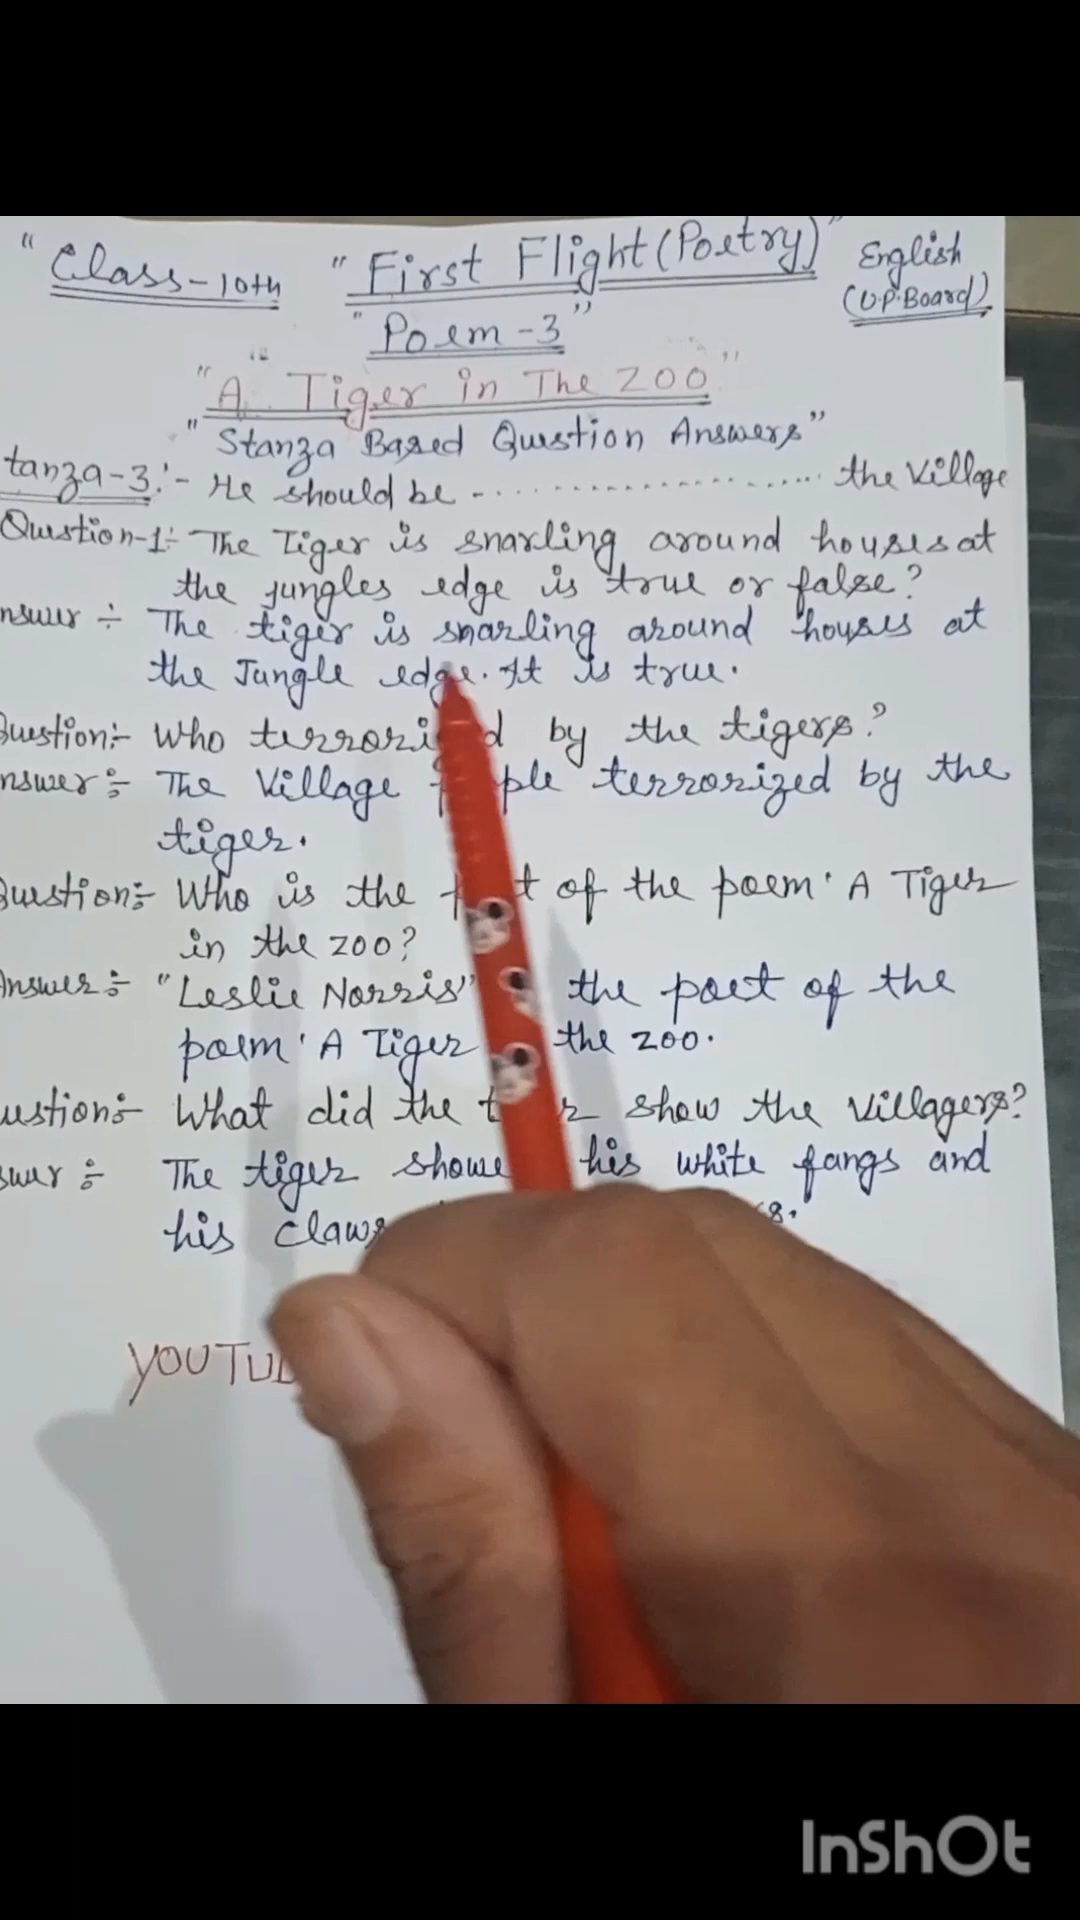 "Class-10th "First Flight (Poetry)" English
(U.P. Board)
"Poem-3"
"A Tiger in The Zoo"
"Stanza Based Question Answers"
tanza-3:- He should be - .................... the Village
Question-1:- The Tiger is snarling around houses at
the jungles edge is true or false?
nswer ÷ The tiger is snarling around houses at
the Jungle edge. It is true.
Question:- Who terrori d by the tigers?
nswer:- The Village ple terrorized by the
tiger.
Question:- Who is the t of the poem 'A Tiger
in the zoo?
Answer:- "Leslie Norris" the poet of the
poem 'A Tiger the zoo.
uestion:- What did the t r show the villagers?
swer:- The tiger showe his white fangs and
his claws s.
YOUTU
InShOt